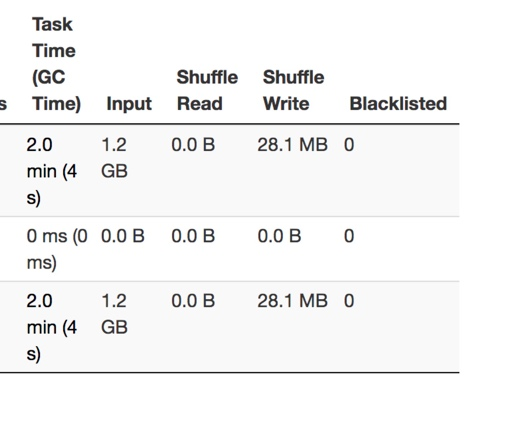 Task
Time
(GC Shuffle Shuffle
s Time) Input Read Write Blacklisted
2.0 1.2 0.0 B 28.1 MB 0
min (4 GB
s)
0 ms (0 0.0 B 0.0 B 0.0 B 0
ms)
2.0 1.2 0.0 B 28.1 MB 0
min (4 GB
s)